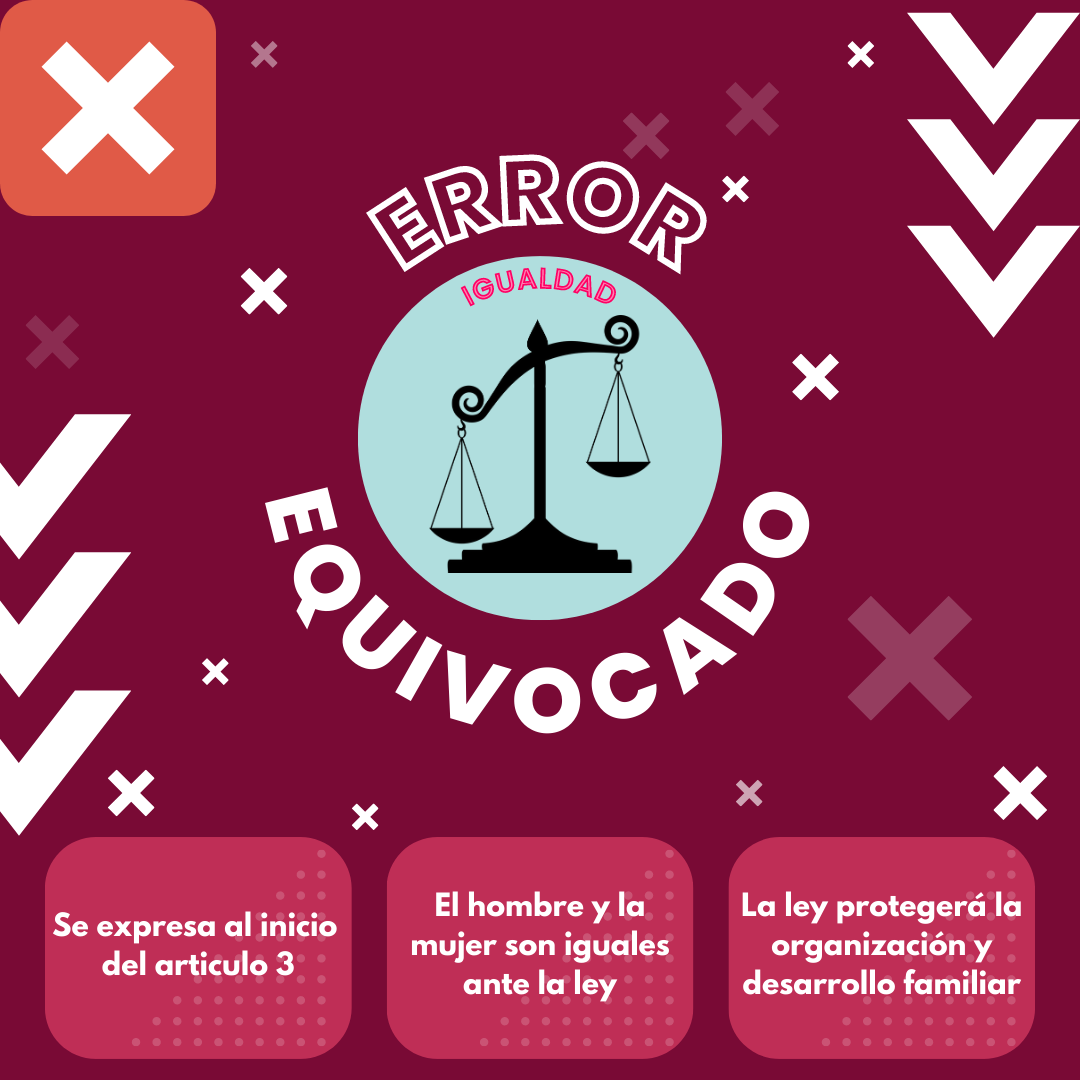 ERROR
IGUALDAD
EQUIVOCADO
Se expresa al inicio
del articulo 3
El hombre y la
mujer son iguales
ante la ley
La ley protegerá la
organización y
desarrollo familiar